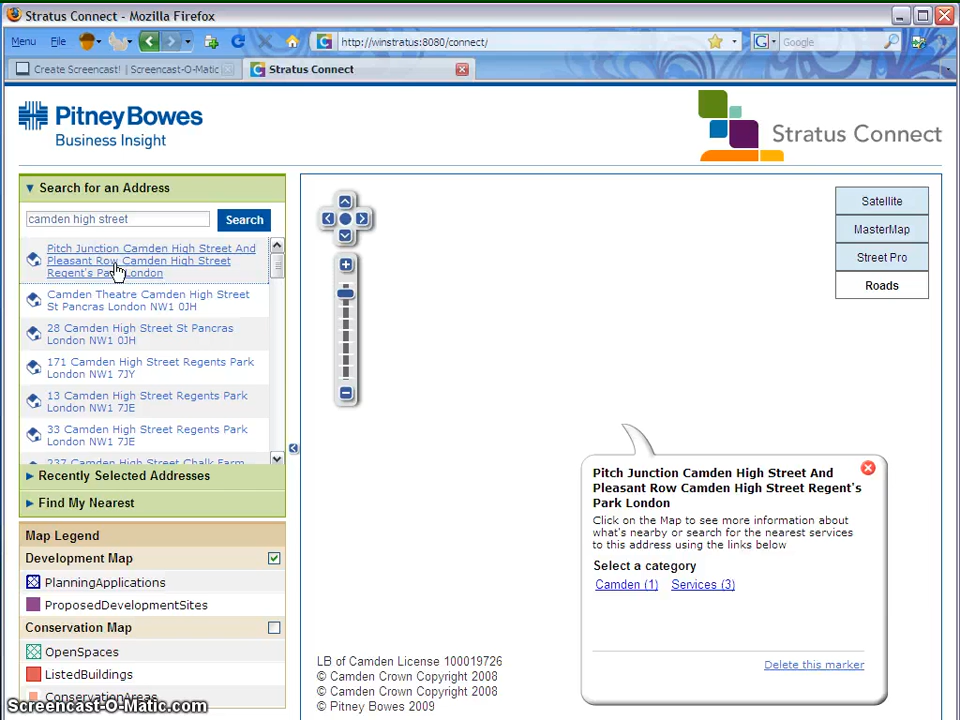 Stratus Connect - Mozilla Firefox
Menu File http://winstratus:8080/connect/ Google
Create Screencast! | Screencast-O-Matic
Stratus Connect
PitneyBowes
Business Insight
Stratus Connect
Search for an Address
camden high street
Search
Pitch Junction Camden High Street And
Pleasant Row Camden High Street
Regent's Park London
Camden Theatre Camden High Street
St Pancras London NW1 0JH
28 Camden High Street St Pancras
London NW1 0JH
171 Camden High Street Regents Park
London NW1 7JY
13 Camden High Street Regents Park
London NW1 7JE
33 Camden High Street Regents Park
London NW1 7JE
237 Camden High Street Chalk Farm
Recently Selected Addresses
Find My Nearest
Map Legend
Development Map
PlanningApplications
ProposedDevelopmentSites
Conservation Map
OpenSpaces
ListedBuildings
ConservationAreas
Screencast-O-Matic.com
Satellite
MasterMap
Street Pro
Roads
Pitch Junction Camden High Street And
Pleasant Row Camden High Street Regent's
Park London
Click on the Map to see more information about
what's nearby or search for the nearest services
to this address using the links below
Select a category
Camden (1) Services (3)
Delete this marker
LB of Camden License 100019726
© Camden Crown Copyright 2008
© Camden Crown Copyright 2008
© Pitney Bowes 2009